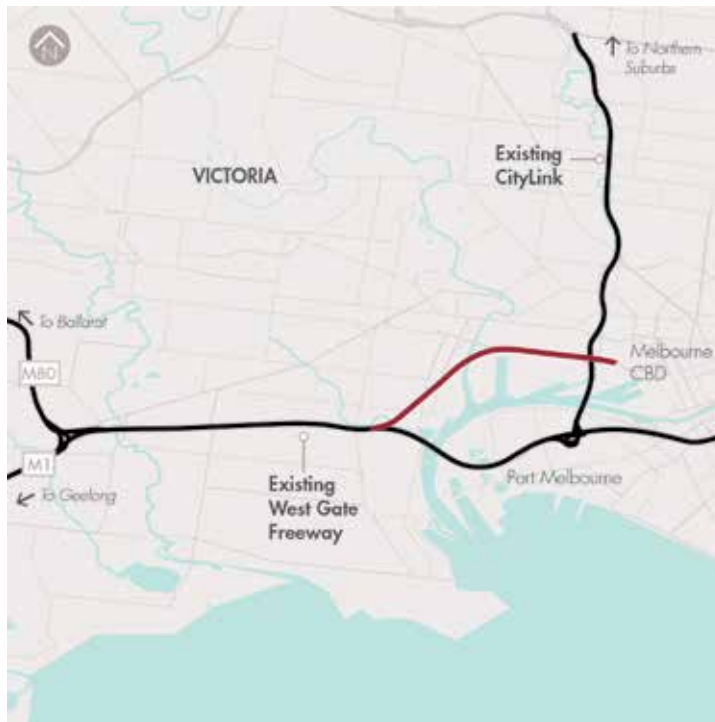 N
To Northern
Suburbs
Existing
CityLink
VICTORIA
To Ballarat
M80
Melbourne
CBD
M1
To Geelong
Existing
West Gate
Freeway
Port Melbourne